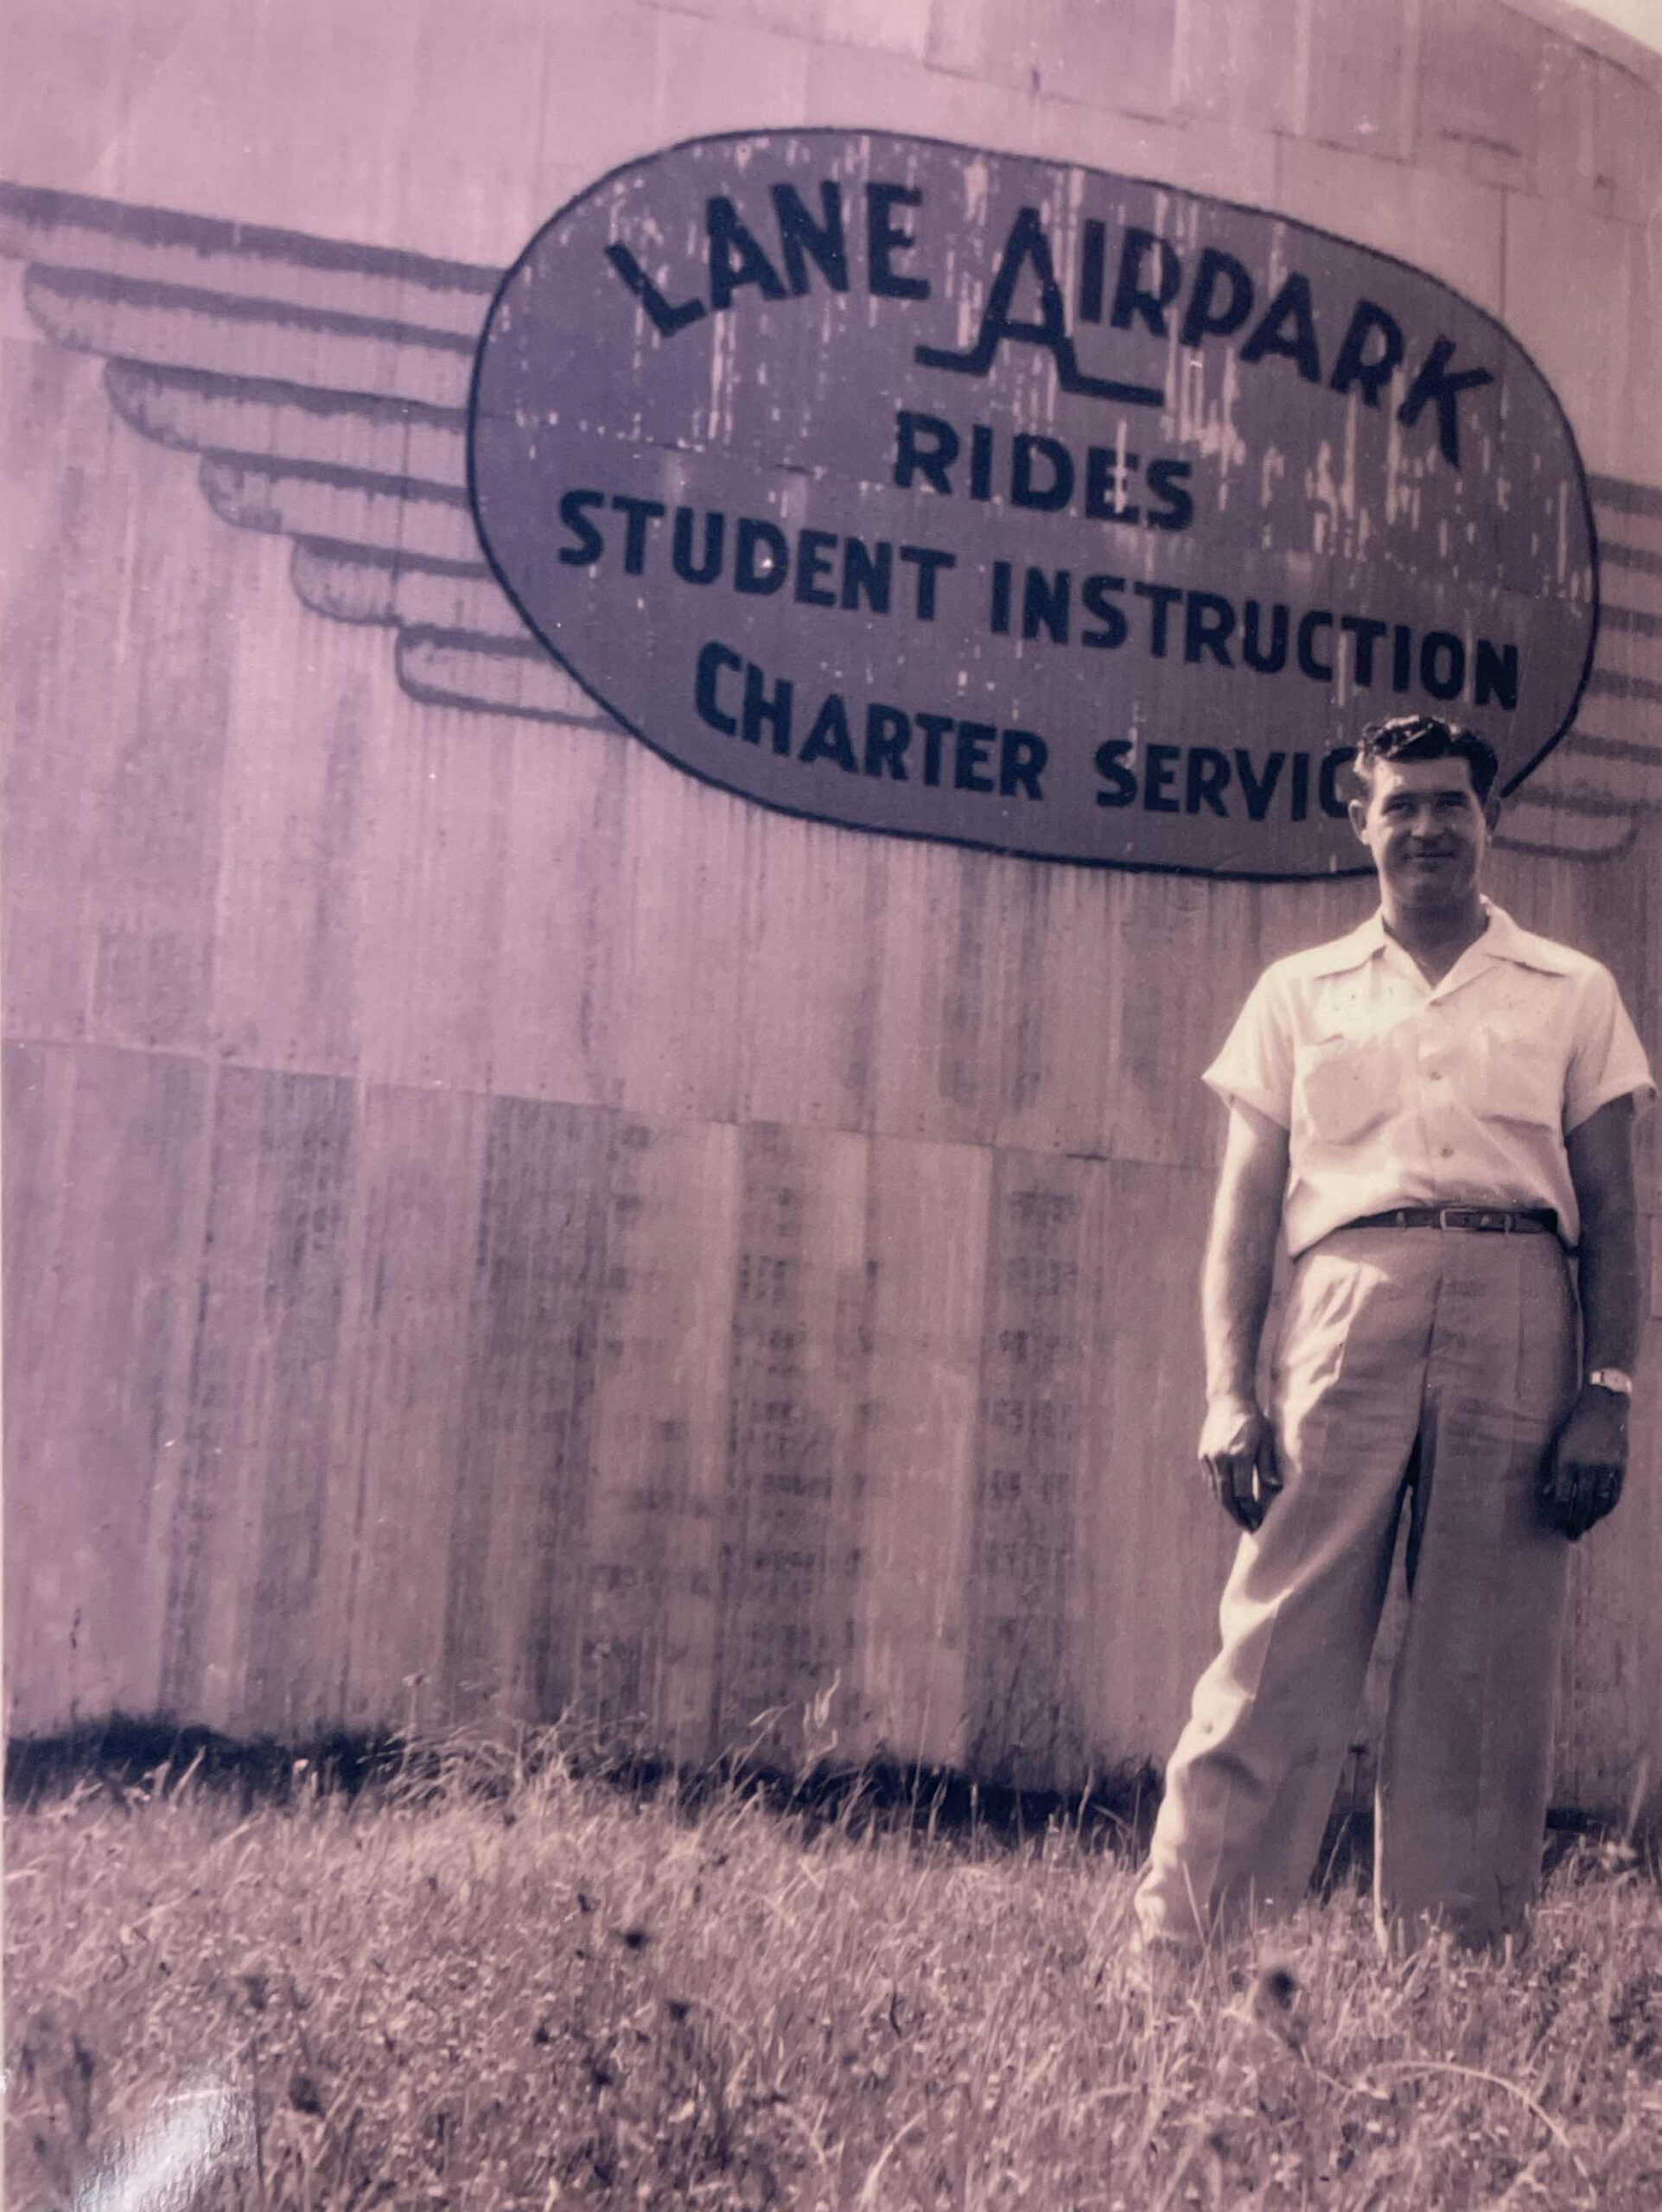 LANE AIRPARK
RIDES
STUDENT INSTRUCTION
CHARTER SERVIC